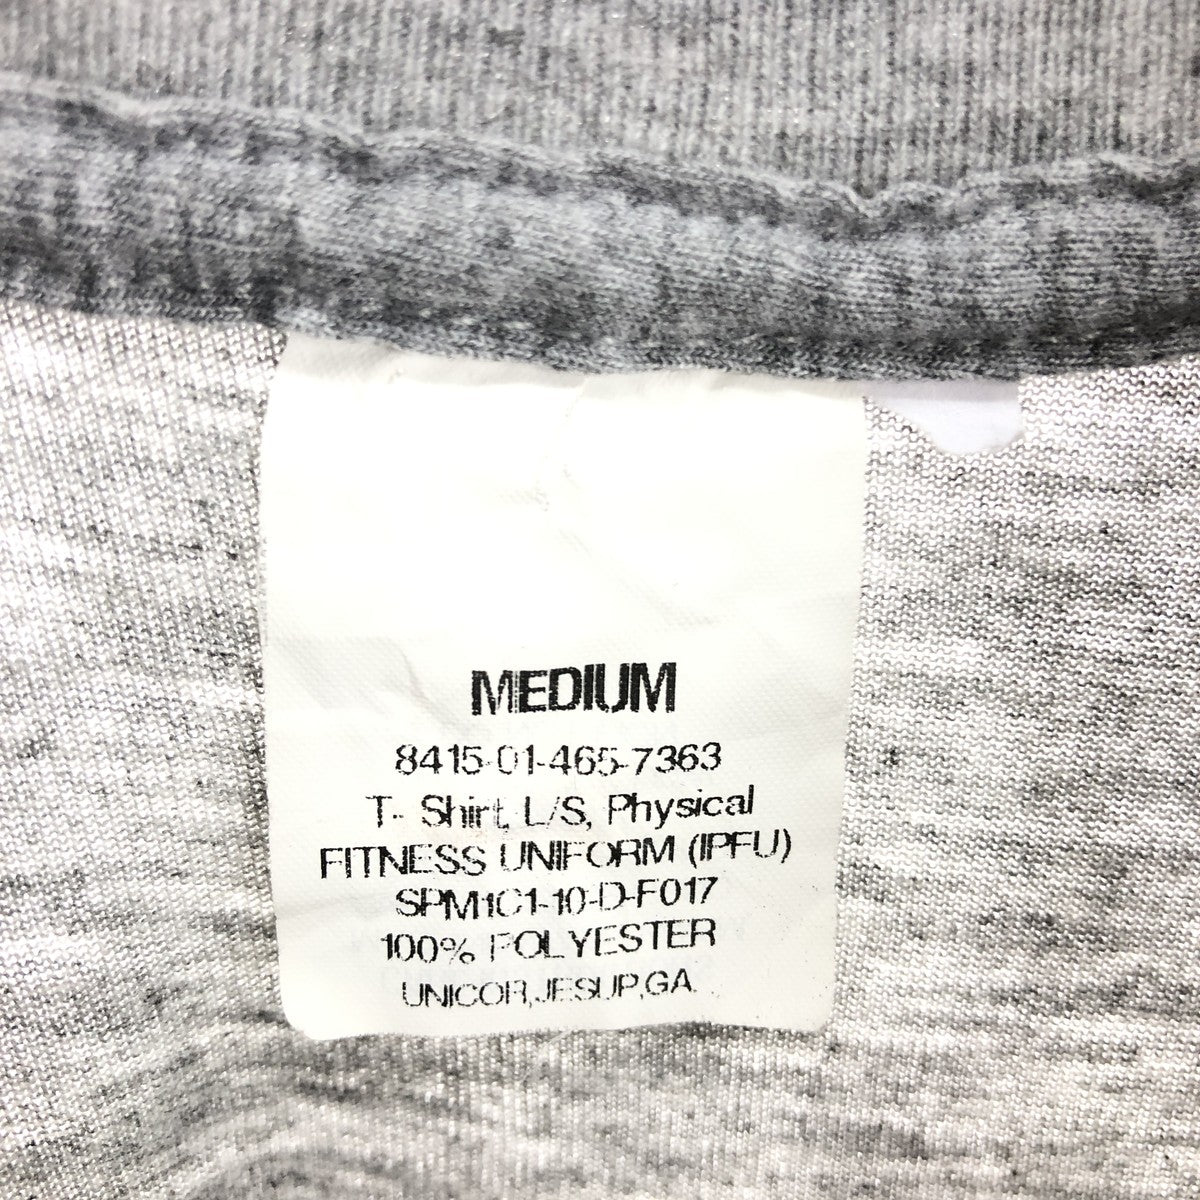 MEDIUM
8415-01-465-7363
T- Shirt, L/S, Physical
FITNESS UNIFORM (IPFU)
SPM1C1-10-D-F017
100% POLYESTER
UNICOR,JESUP,GA.